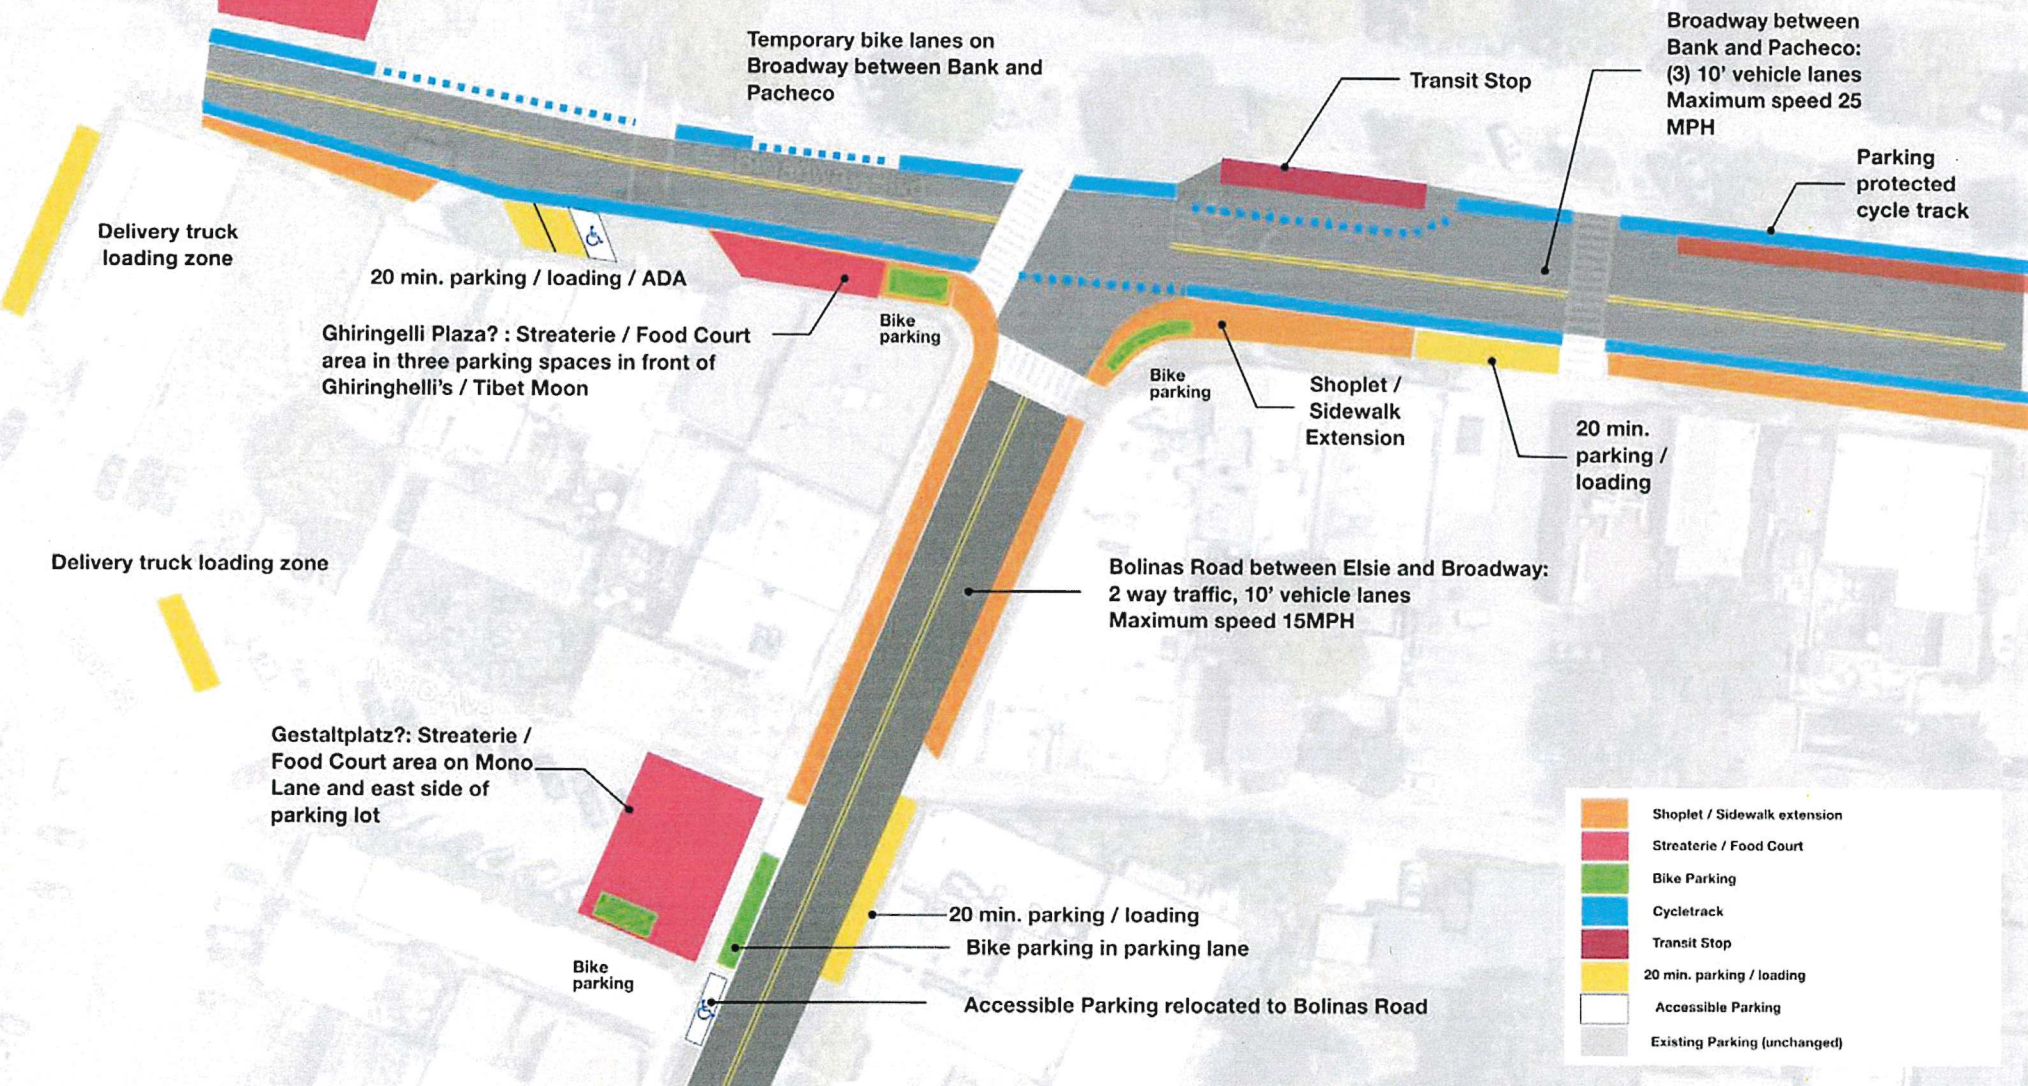 Temporary bike lanes on
Broadway between Bank and
Pacheco
Transit Stop
Broadway between
Bank and Pacheco:
(3) 10' vehicle lanes
Maximum speed 25
MPH
Parking
protected
cycle track
Delivery truck
loading zone
20 min. parking / loading / ADA
Ghiringelli Plaza? : Streaterie / Food Court
area in three parking spaces in front of
Ghiringhelli's / Tibet Moon
Bike
parking
Bike
parking
Shoplet /
Sidewalk
Extension
20 min.
parking /
loading
Delivery truck loading zone
Bolinas Road between Elsie and Broadway:
2 way traffic, 10' vehicle lanes
Maximum speed 15MPH
Gestaltplatz?: Streaterie /
Food Court area on Mono
Lane and east side of
parking lot
20 min. parking / loading
Bike parking in parking lane
Bike
parking
Accessible Parking relocated to Bolinas Road
Shoplet / Sidewalk extension
Streaterie / Food Court
Bike Parking
Cycletrack
Transit Stop
20 min. parking / loading
Accessible Parking
Existing Parking (unchanged)